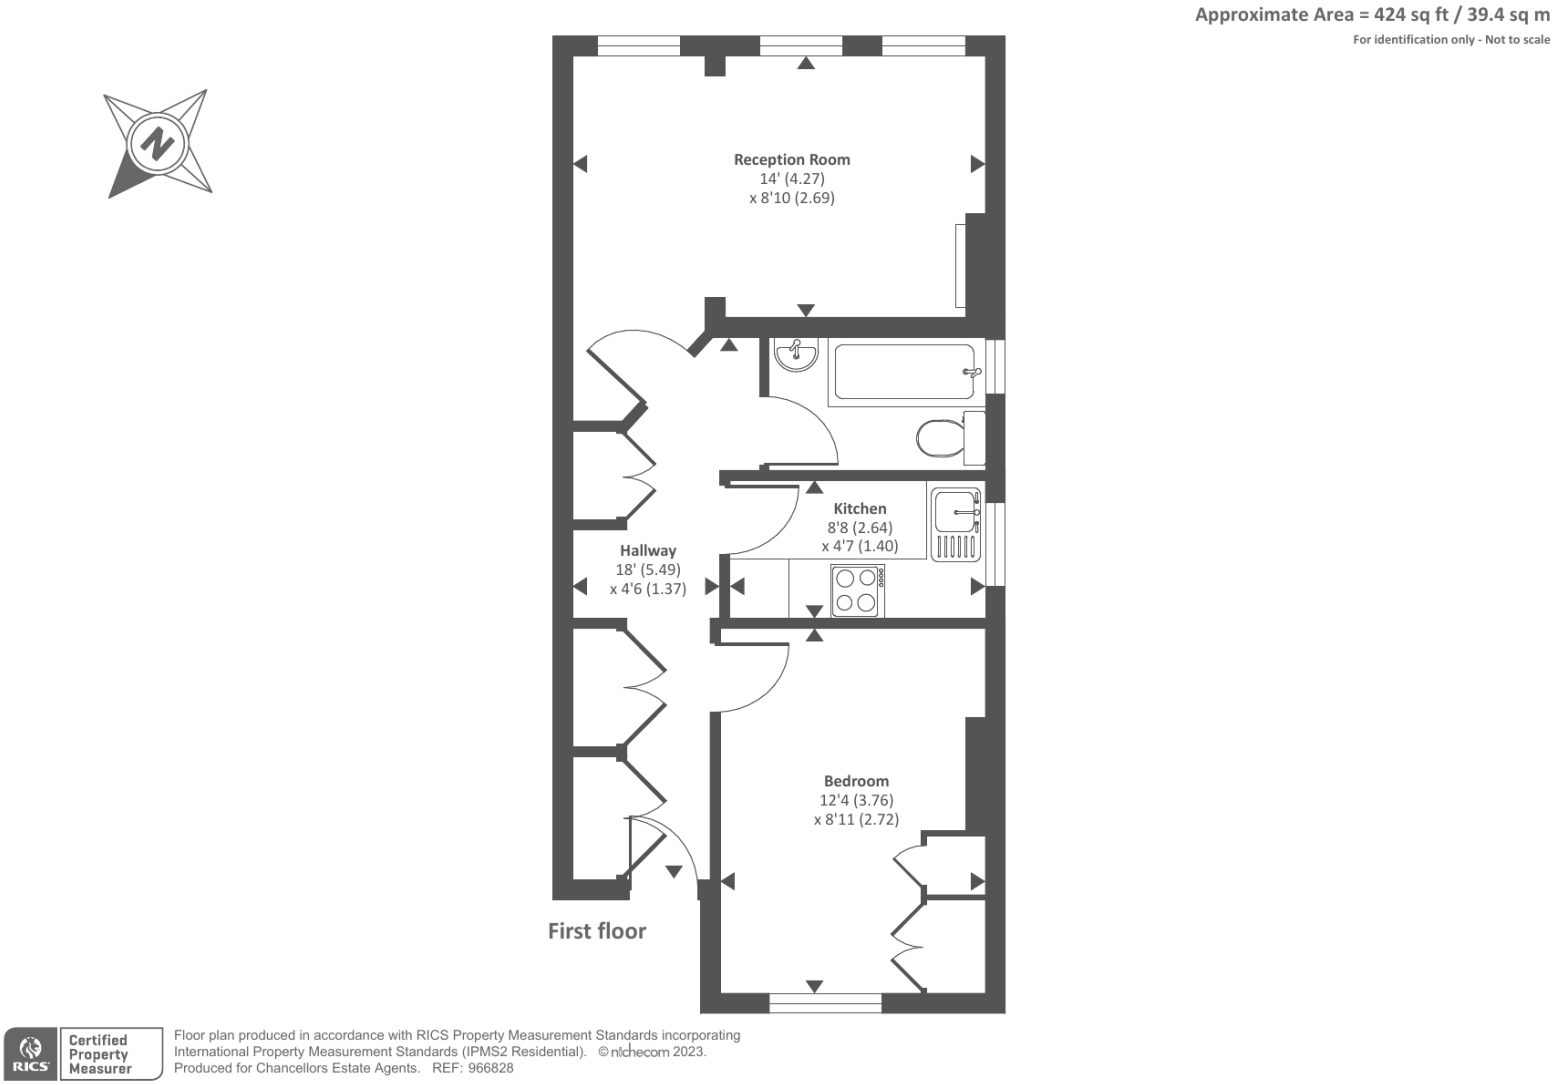 Approximate Area = 424 sq ft / 39.4 sq m
For identification only - Not to scale
N
Reception Room
14' (4.27)
x 8'10 (2.69)
Kitchen
8'8 (2.64)
x 4'7 (1.40)
Hallway
18' (5.49)
x 4'6 (1.37)
Bedroom
12'4 (3.76)
x 8'11 (2.72)
First floor
RICS
Certified
Property
Measurer
Floor plan produced in accordance with RICS Property Measurement Standards incorporating
International Property Measurement Standards (IPMS2 Residential). © nichecom 2023.
Produced for Chancellors Estate Agents. REF: 966828